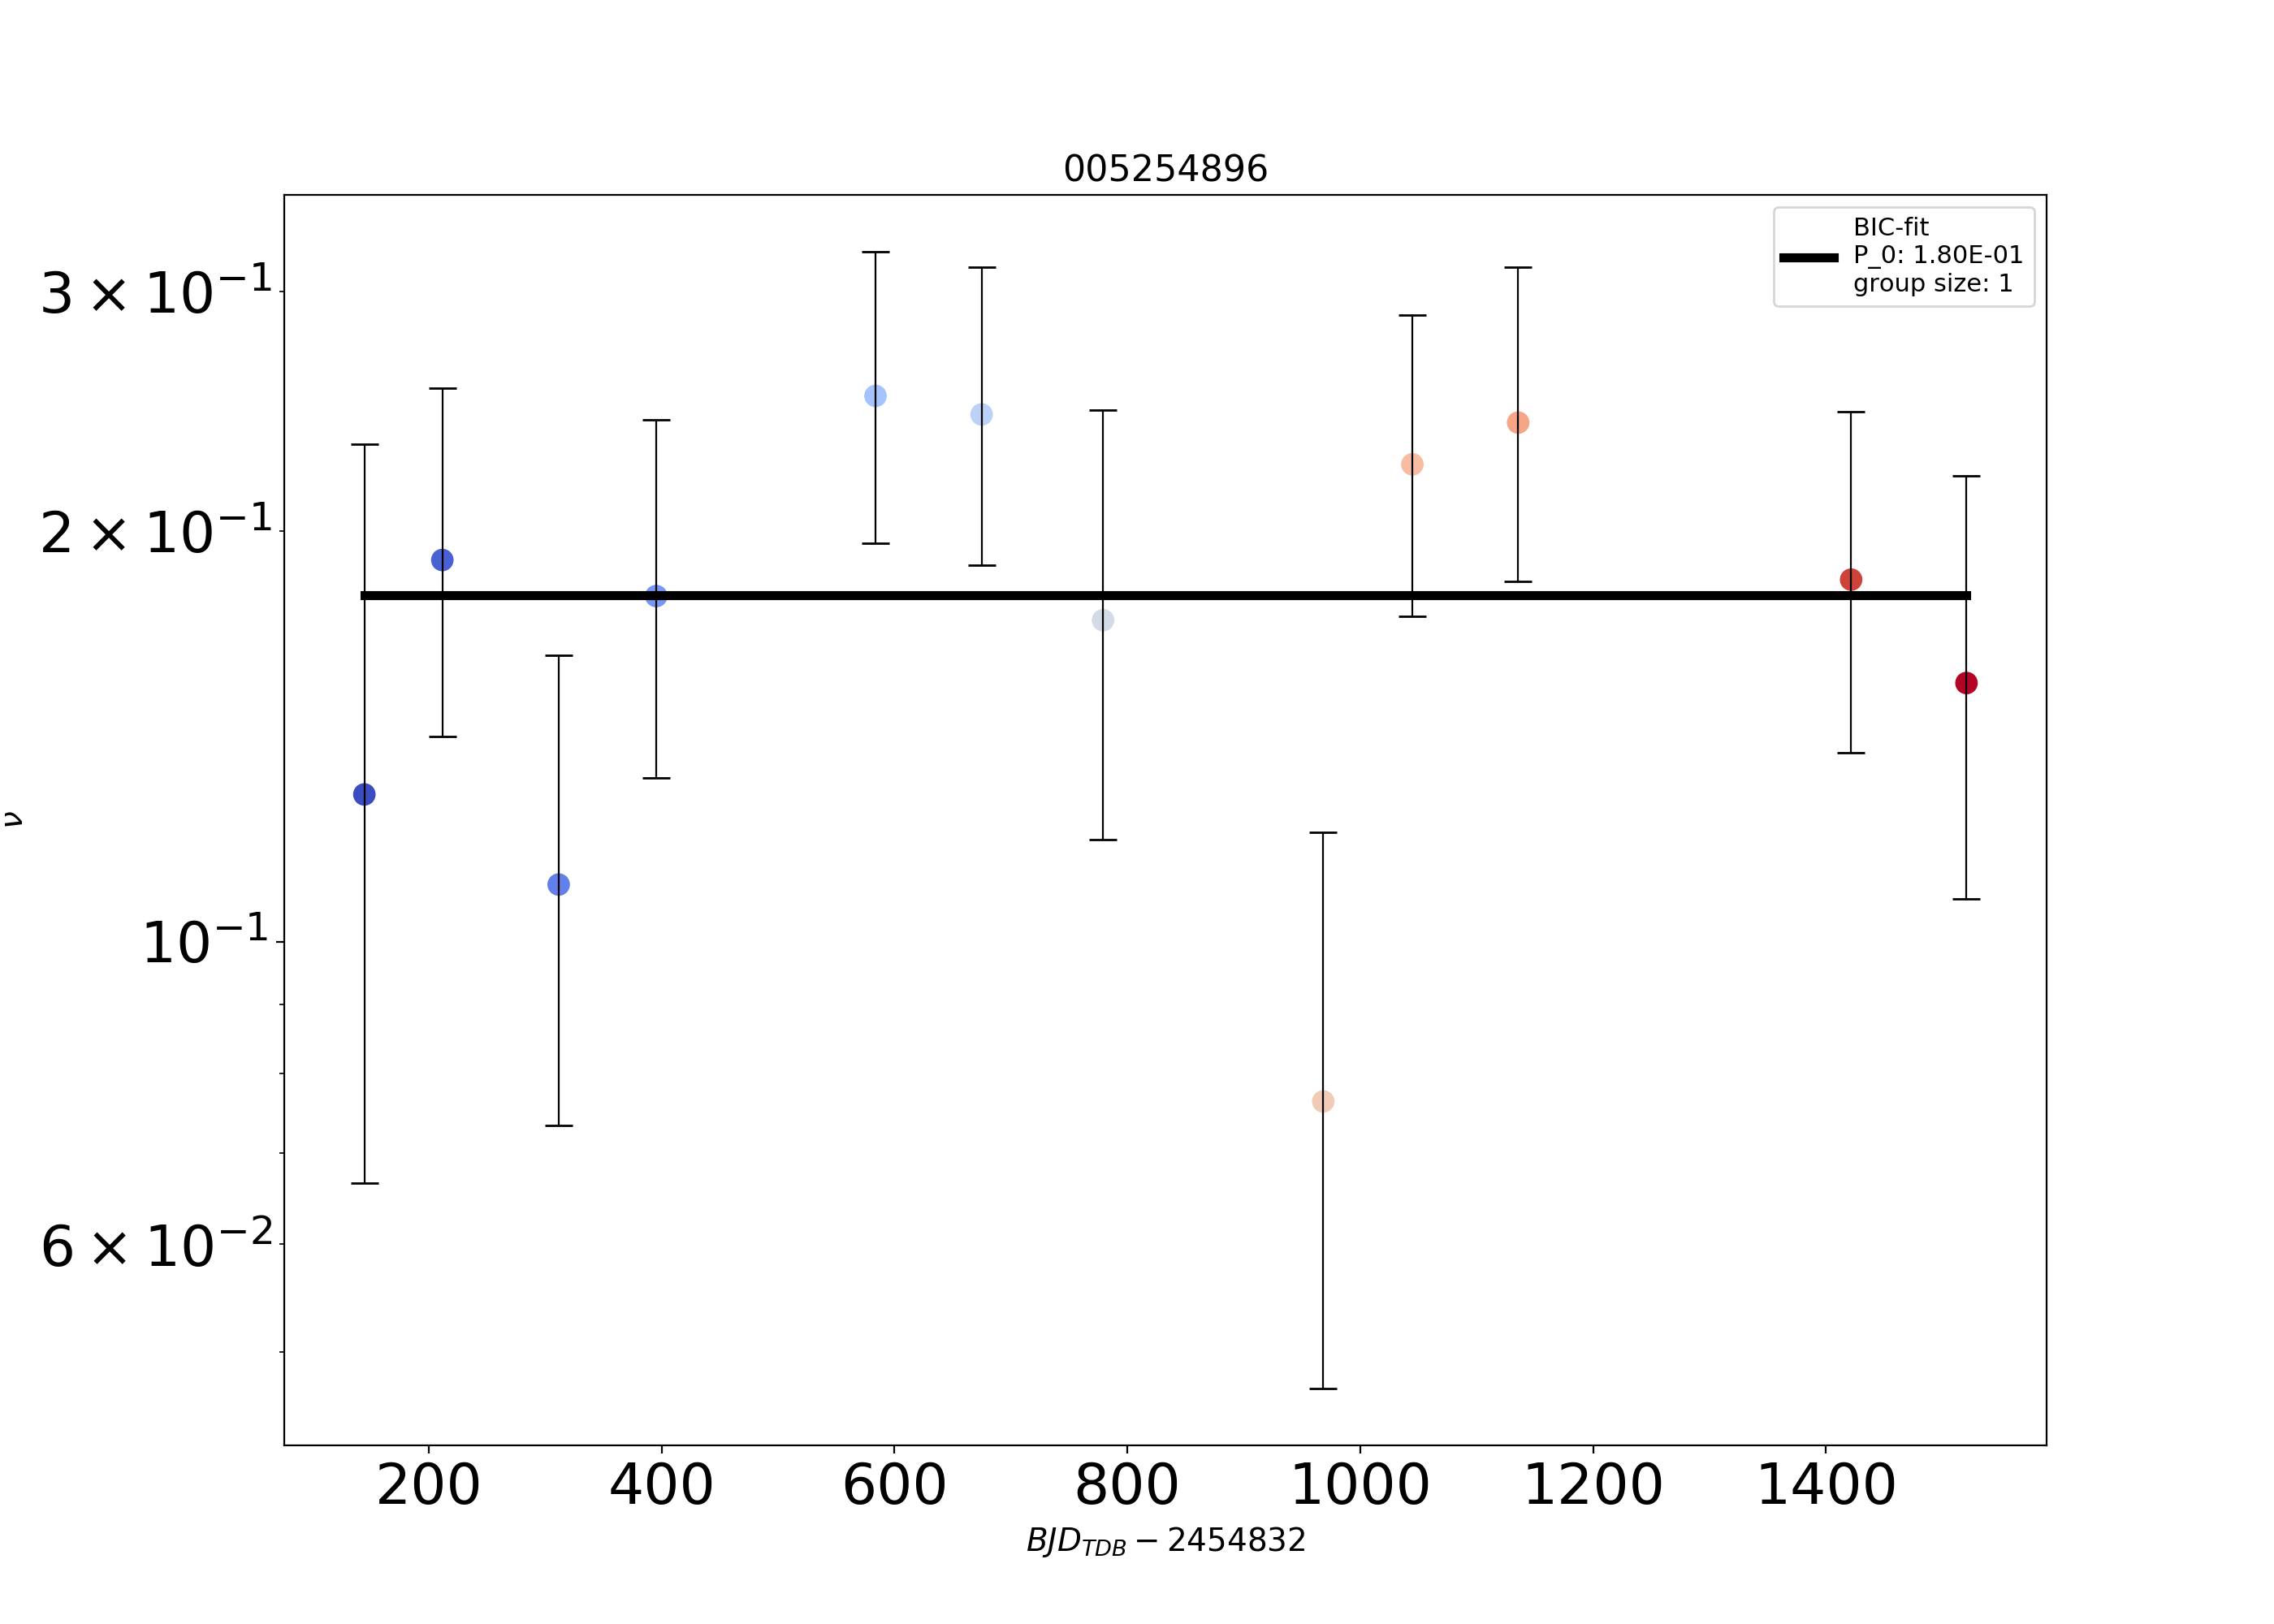 005254896
BIC-fit
P_0: 1.80E-01
group size: 1
3 × 10⁻¹
2 × 10⁻¹
10⁻¹
6 × 10⁻²
ν
200 400 600 800 1000 1200 1400
BJD_TDB − 2454832